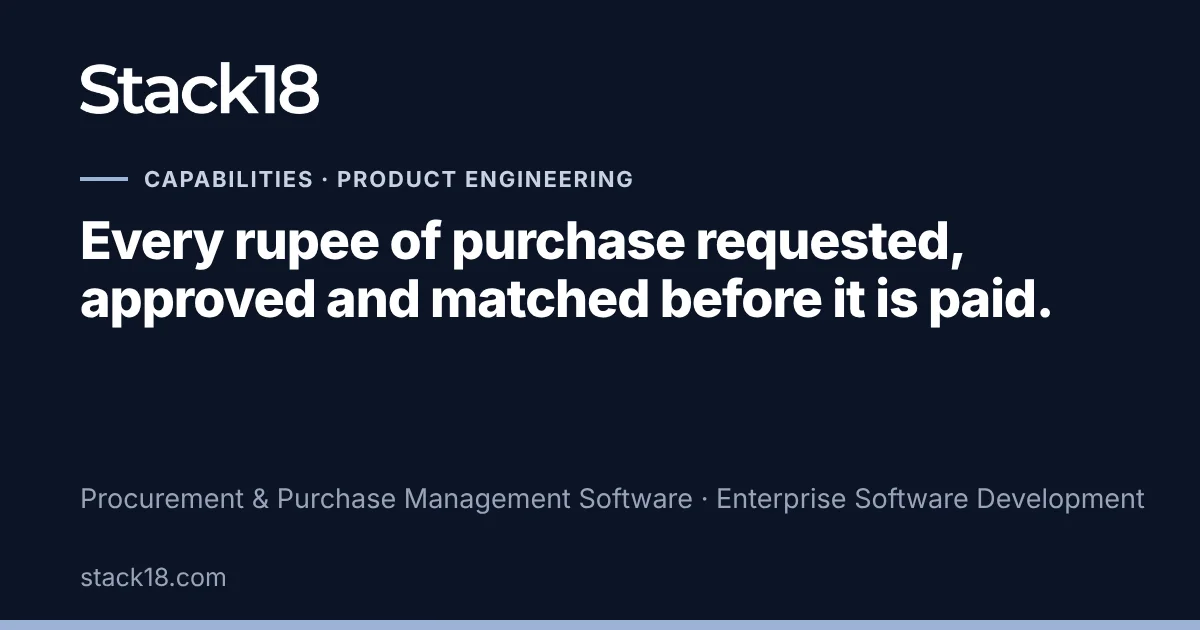 Stack18
CAPABILITIES · PRODUCT ENGINEERING
Every rupee of purchase requested,
approved and matched before it is paid.
Procurement & Purchase Management Software · Enterprise Software Development
stack18.com